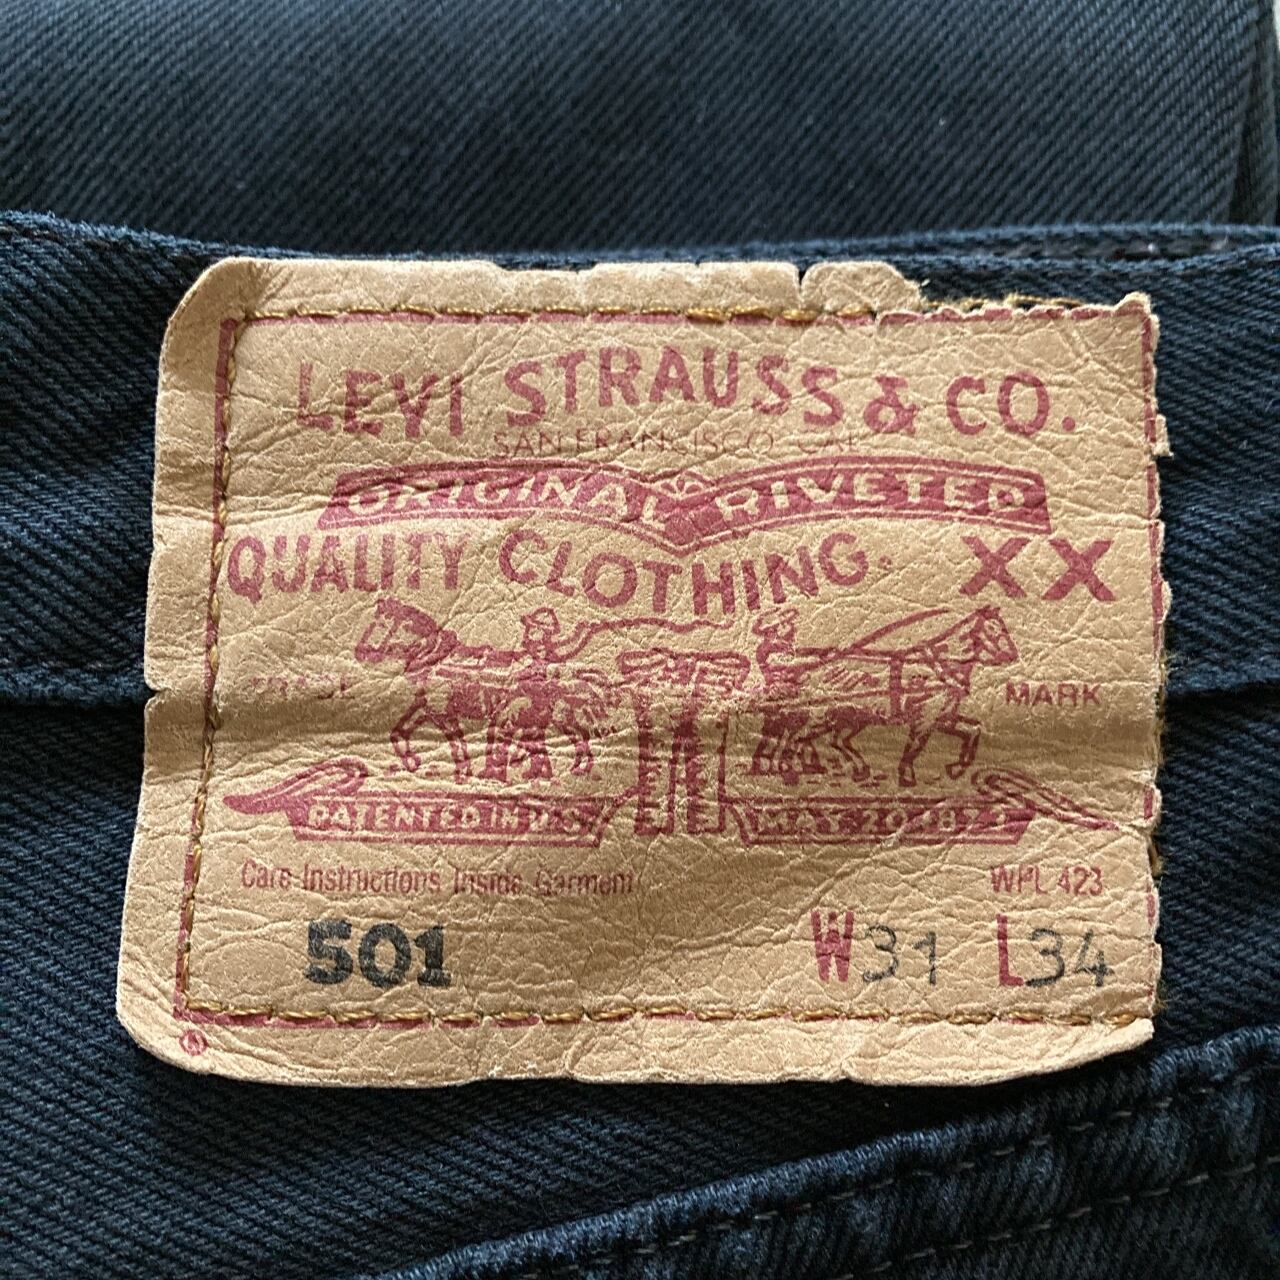 LEVI STRAUSS & CO.
SAN FRANCISCO, CAL
ORIGINAL RIVETED
QUALITY CLOTHING. XX
TRADE MARK
PATENTED IN U.S. MAY 20 1873
Care Instructions Inside Garment WPL 423
501 W31 L34